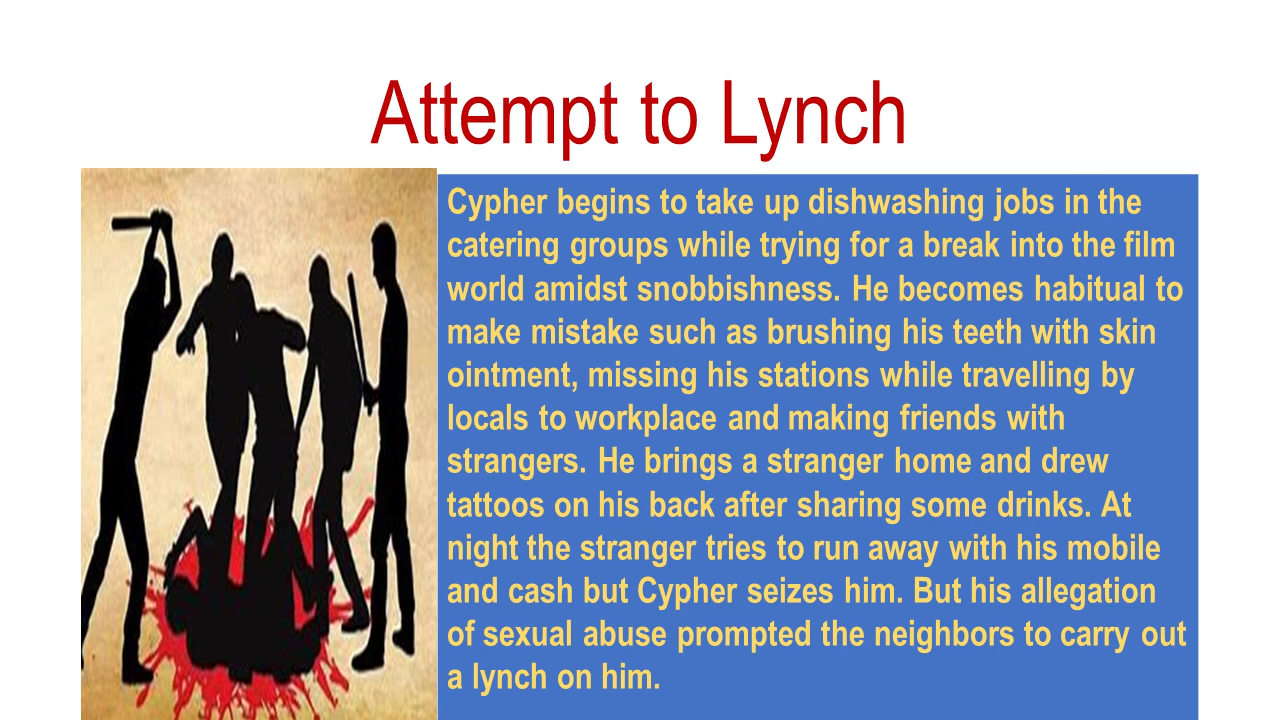 Attempt to Lynch
Cypher begins to take up dishwashing jobs in the
catering groups while trying for a break into the film
world amidst snobbishness. He becomes habitual to
make mistake such as brushing his teeth with skin
ointment, missing his stations while travelling by
locals to workplace and making friends with
strangers. He brings a stranger home and drew
tattoos on his back after sharing some drinks. At
night the stranger tries to run away with his mobile
and cash but Cypher seizes him. But his allegation
of sexual abuse prompted the neighbors to carry out
a lynch on him.